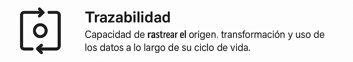 Trazabilidad
Capacidad de rastrear el origen, transformación y uso de
los datos a lo largo de su ciclo de vida.